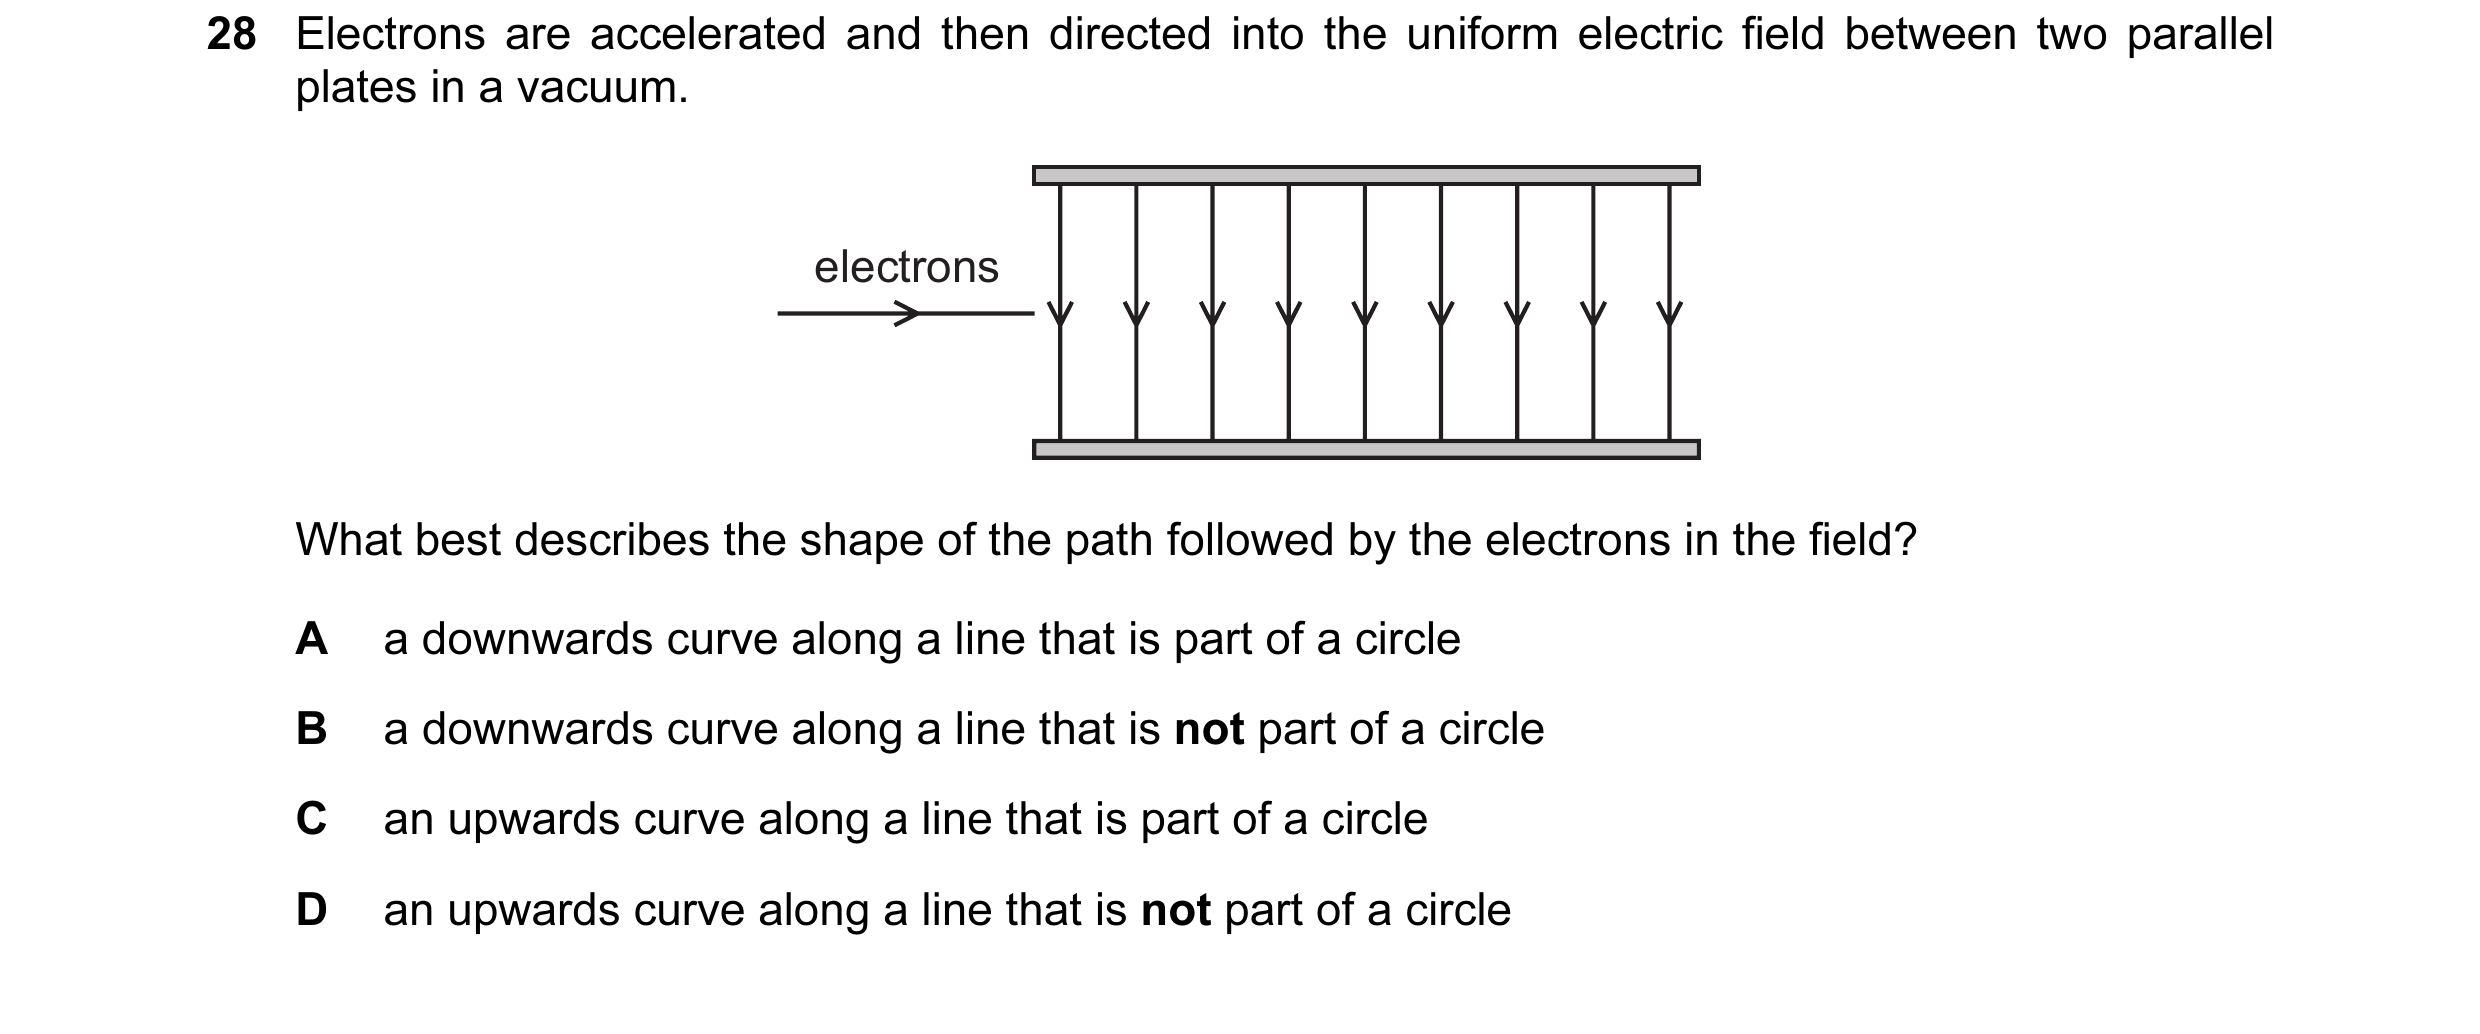 28 Electrons are accelerated and then directed into the uniform electric field between two parallel
plates in a vacuum.
electrons
What best describes the shape of the path followed by the electrons in the field?
A a downwards curve along a line that is part of a circle
B a downwards curve along a line that is not part of a circle
C an upwards curve along a line that is part of a circle
D an upwards curve along a line that is not part of a circle